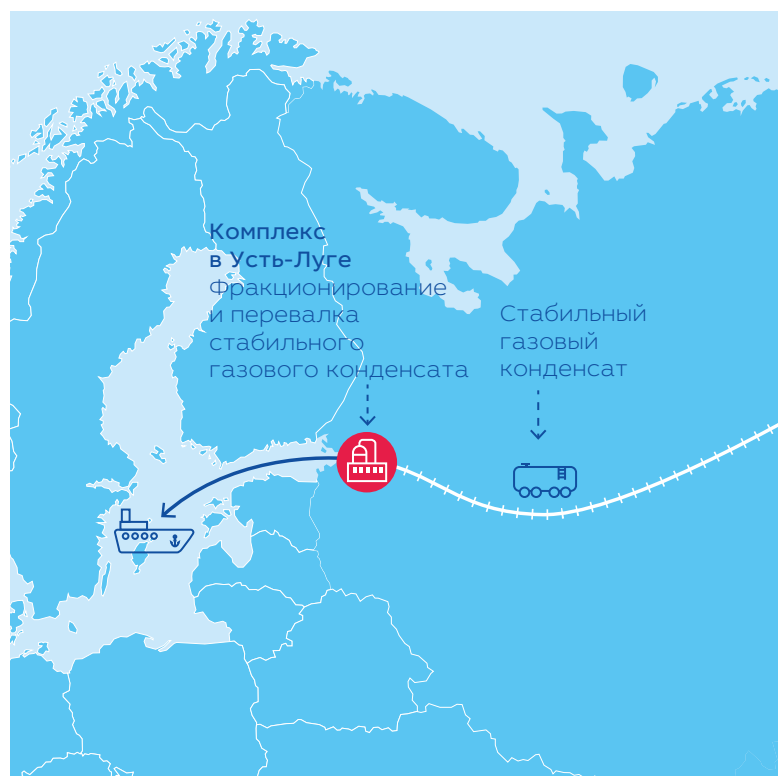 Комплекс
в Усть-Луге
Фракционирование
и перевалка
стабильного
газового конденсата
Стабильный
газовый
конденсат